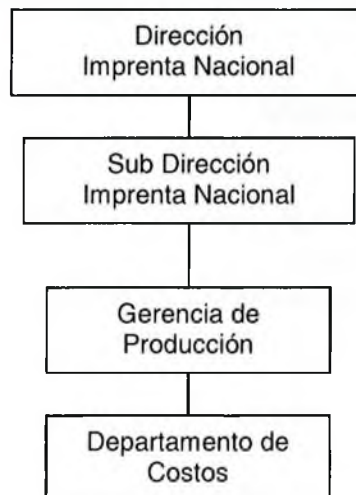 Dirección
Imprenta Nacional
Sub Dirección
Imprenta Nacional
Gerencia de
Producción
Departamento de
Costos